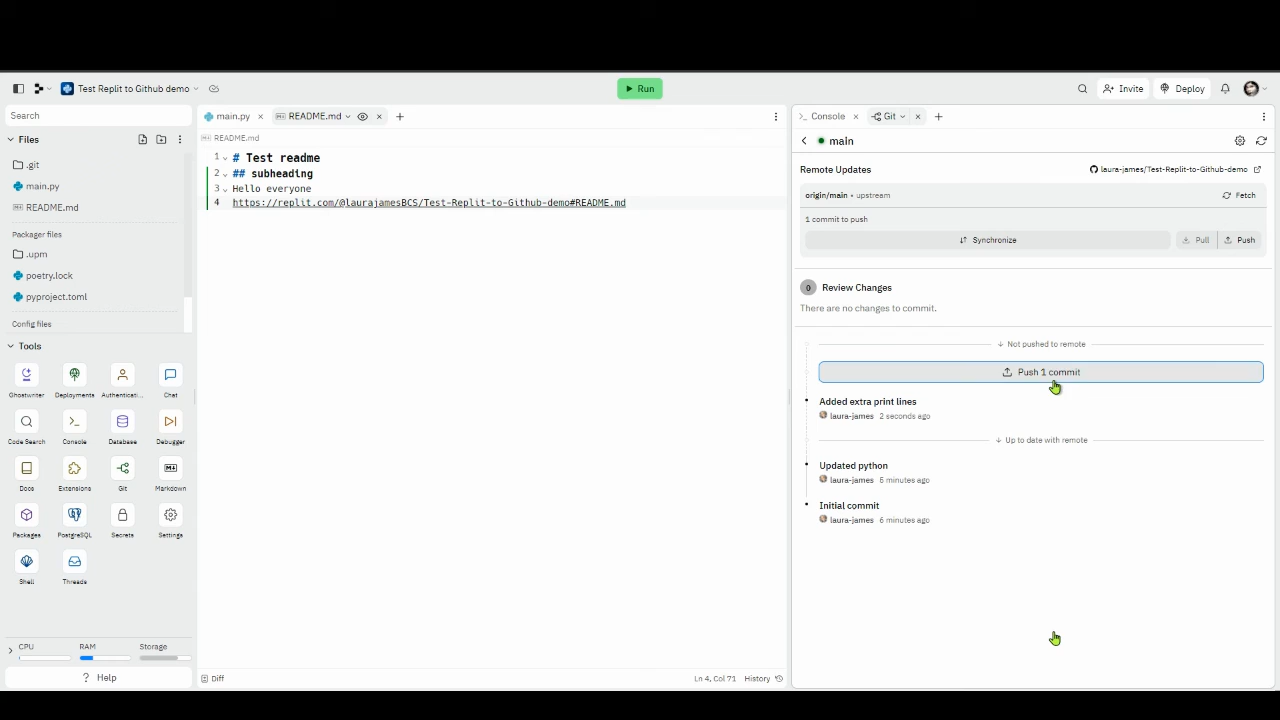 Test Replit to Github demo
Run
Invite
Deploy
Search
Files
.git
main.py
README.md
Packager files
.upm
poetry.lock
pyproject.toml
Config files
Tools
Ghostwriter
Deployments
Authenticati...
Chat
Code Search
Console
Database
Debugger
Docs
Extensions
Git
Markdown
Packages
PostgreSQL
Secrets
Settings
Shell
Threads
CPU
RAM
Storage
? Help
main.py
README.md
README.md
1 # Test readme
2 ## subheading
3 Hello everyone
4 https://replit.com/@laurajamesBCS/Test-Replit-to-Github-demo#README.md
Diff
Ln 4, Col 71
History
Console
Git
main
Remote Updates
laura-james/Test-Replit-to-Github-demo
origin/main • upstream
Fetch
1 commit to push
Synchronize
Pull
Push
0 Review Changes
There are no changes to commit.
Not pushed to remote
Push 1 commit
Added extra print lines
laura-james 2 seconds ago
Up to date with remote
Updated python
laura-james 5 minutes ago
Initial commit
laura-james 6 minutes ago